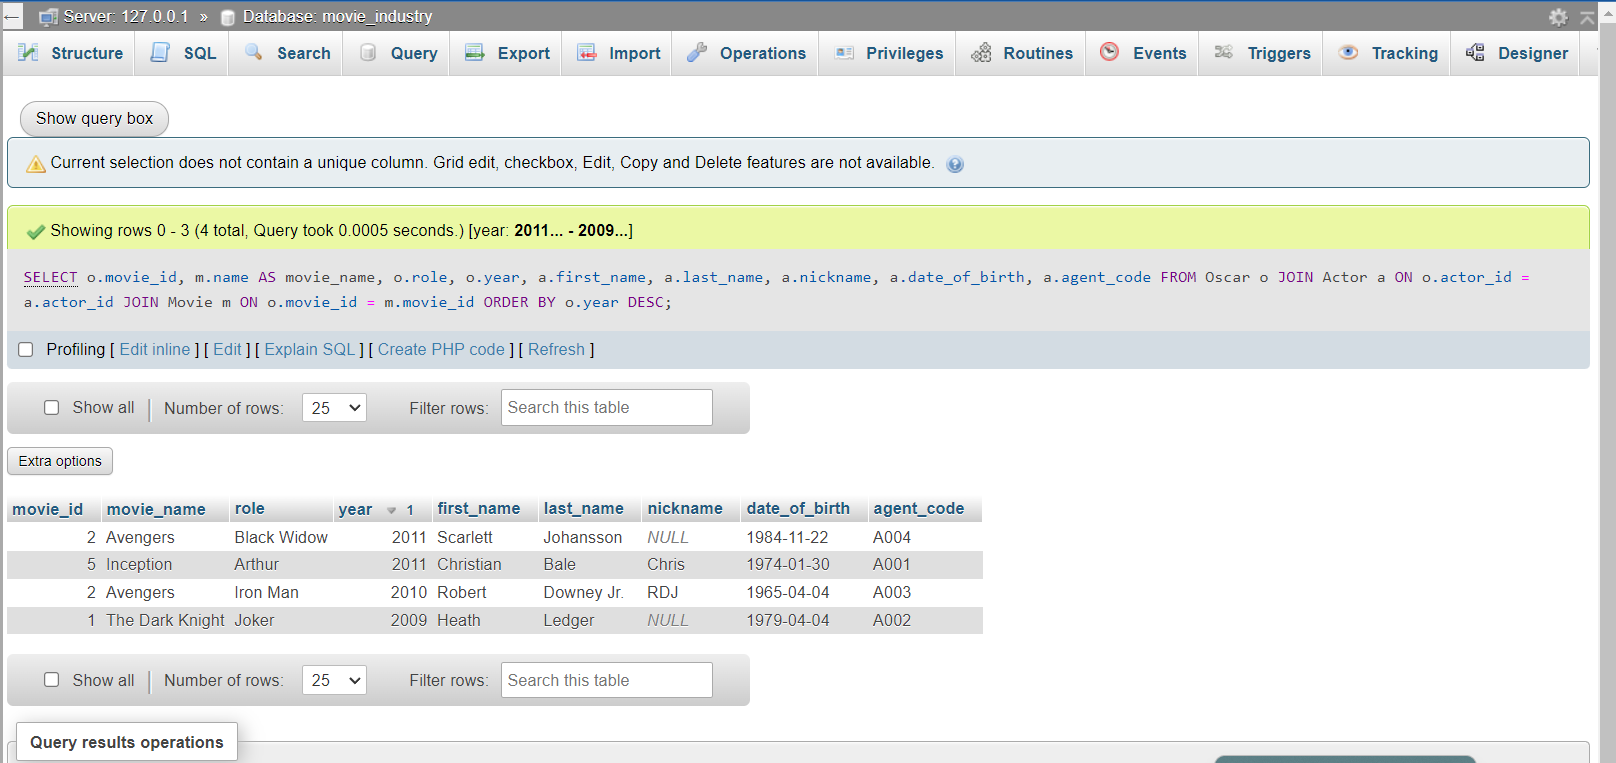 Server: 127.0.0.1 » Database: movie_industry
Structure SQL Search Query Export Import Operations Privileges Routines Events Triggers Tracking Designer
Show query box
Current selection does not contain a unique column. Grid edit, checkbox, Edit, Copy and Delete features are not available.
Showing rows 0 - 3 (4 total, Query took 0.0005 seconds.) [year: 2011... - 2009...]
SELECT o.movie_id, m.name AS movie_name, o.role, o.year, a.first_name, a.last_name, a.nickname, a.date_of_birth, a.agent_code FROM Oscar o JOIN Actor a ON o.actor_id =
a.actor_id JOIN Movie m ON o.movie_id = m.movie_id ORDER BY o.year DESC;
Profiling [ Edit inline ] [ Edit ] [ Explain SQL ] [ Create PHP code ] [ Refresh ]
Show all | Number of rows: 25 Filter rows: Search this table
Extra options
movie_id movie_name role year 1 first_name last_name nickname date_of_birth agent_code
2 Avengers Black Widow 2011 Scarlett Johansson NULL 1984-11-22 A004
5 Inception Arthur 2011 Christian Bale Chris 1974-01-30 A001
2 Avengers Iron Man 2010 Robert Downey Jr. RDJ 1965-04-04 A003
1 The Dark Knight Joker 2009 Heath Ledger NULL 1979-04-04 A002
Show all | Number of rows: 25 Filter rows: Search this table
Query results operations